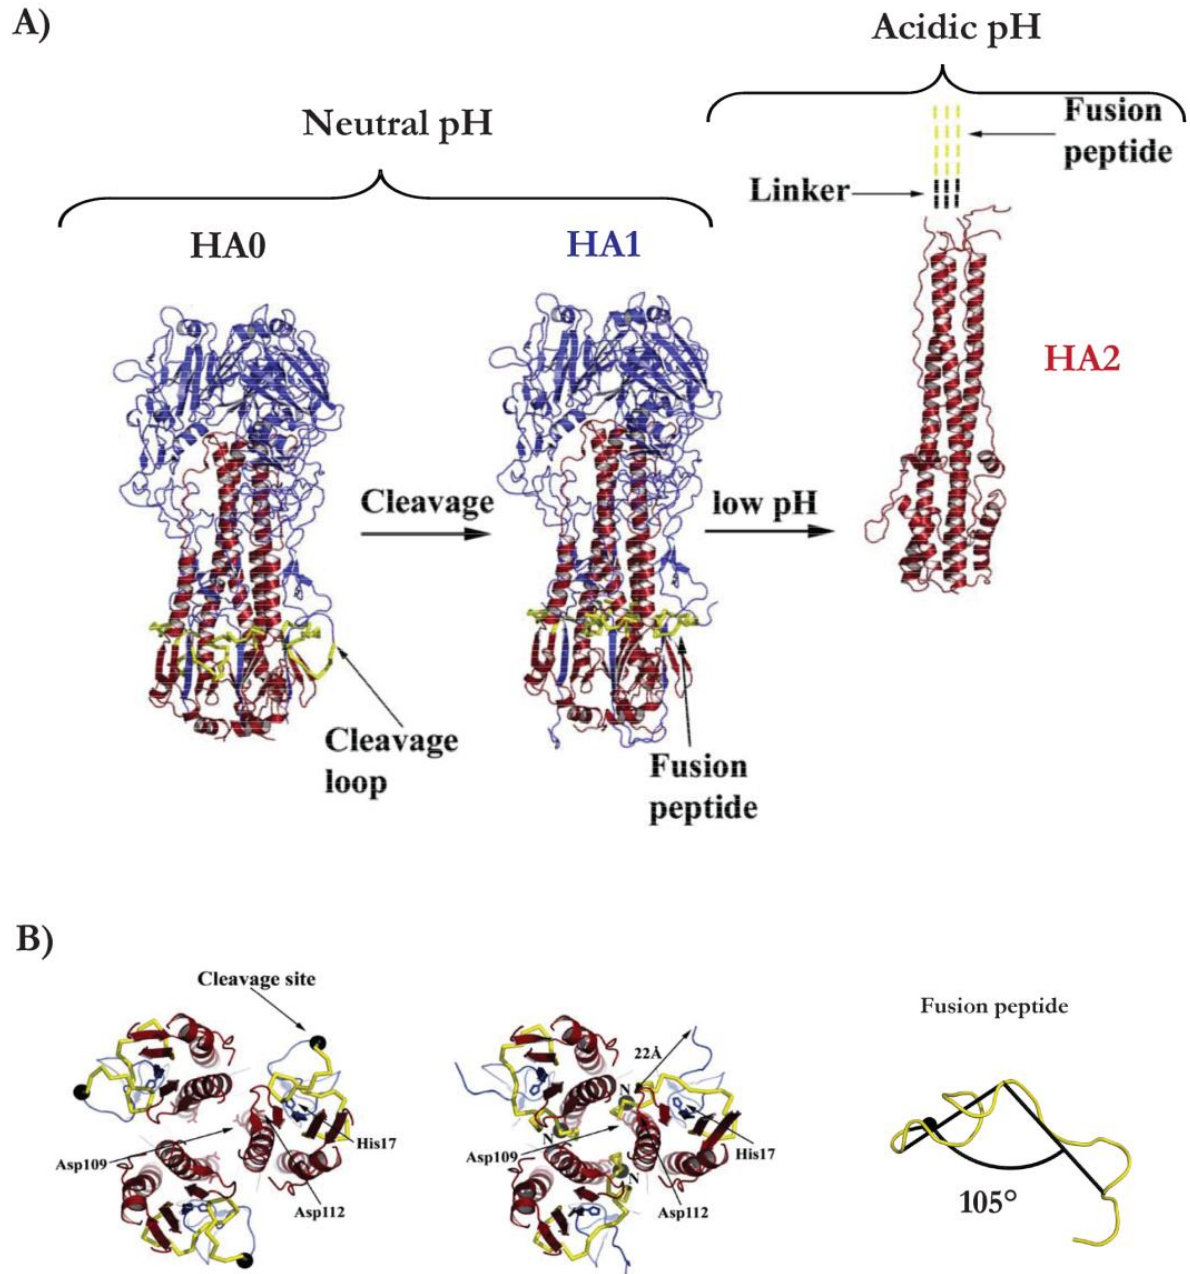 A)
Acidic pH
Neutral pH
Fusion
peptide
Linker
HA0
HA1
HA2
Cleavage
low pH
Cleavage
loop
Fusion
peptide
B)
Cleavage site
Fusion peptide
22Å
N
N
N
His17
Asp109
Asp112
His17
Asp109
Asp112
105°